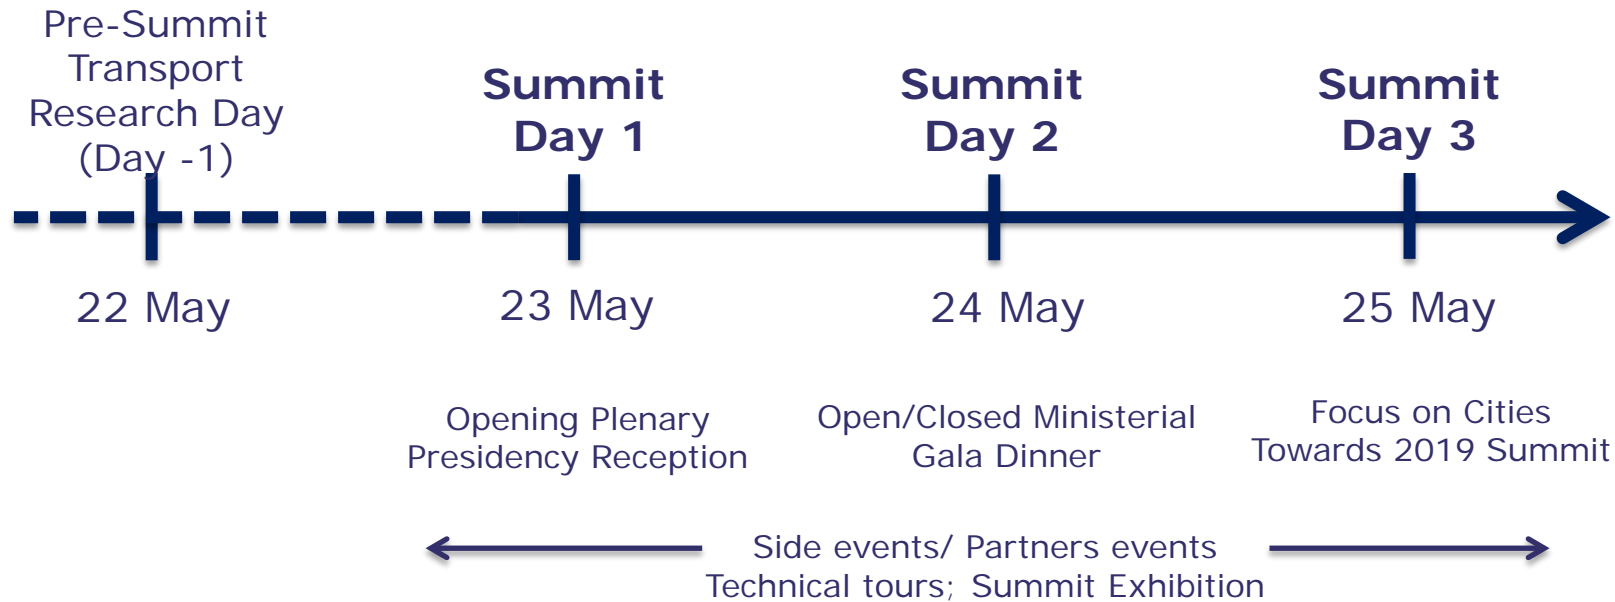 Pre-Summit
Transport
Research Day
(Day -1)
Summit
Day 1
Summit
Day 2
Summit
Day 3
22 May
23 May
24 May
25 May
Opening Plenary
Presidency Reception
Open/Closed Ministerial
Gala Dinner
Focus on Cities
Towards 2019 Summit
Side events/ Partners events
Technical tours; Summit Exhibition